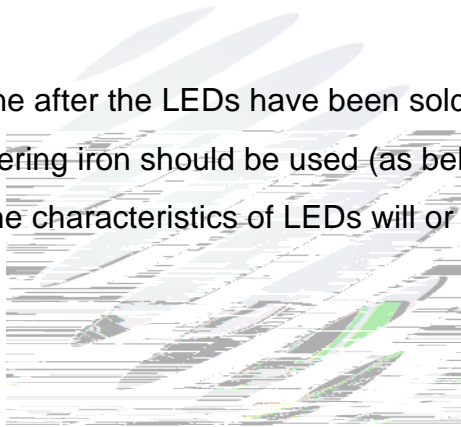 ne after the LEDs have been sold
ering iron should be used (as bel
ne characteristics of LEDs will or